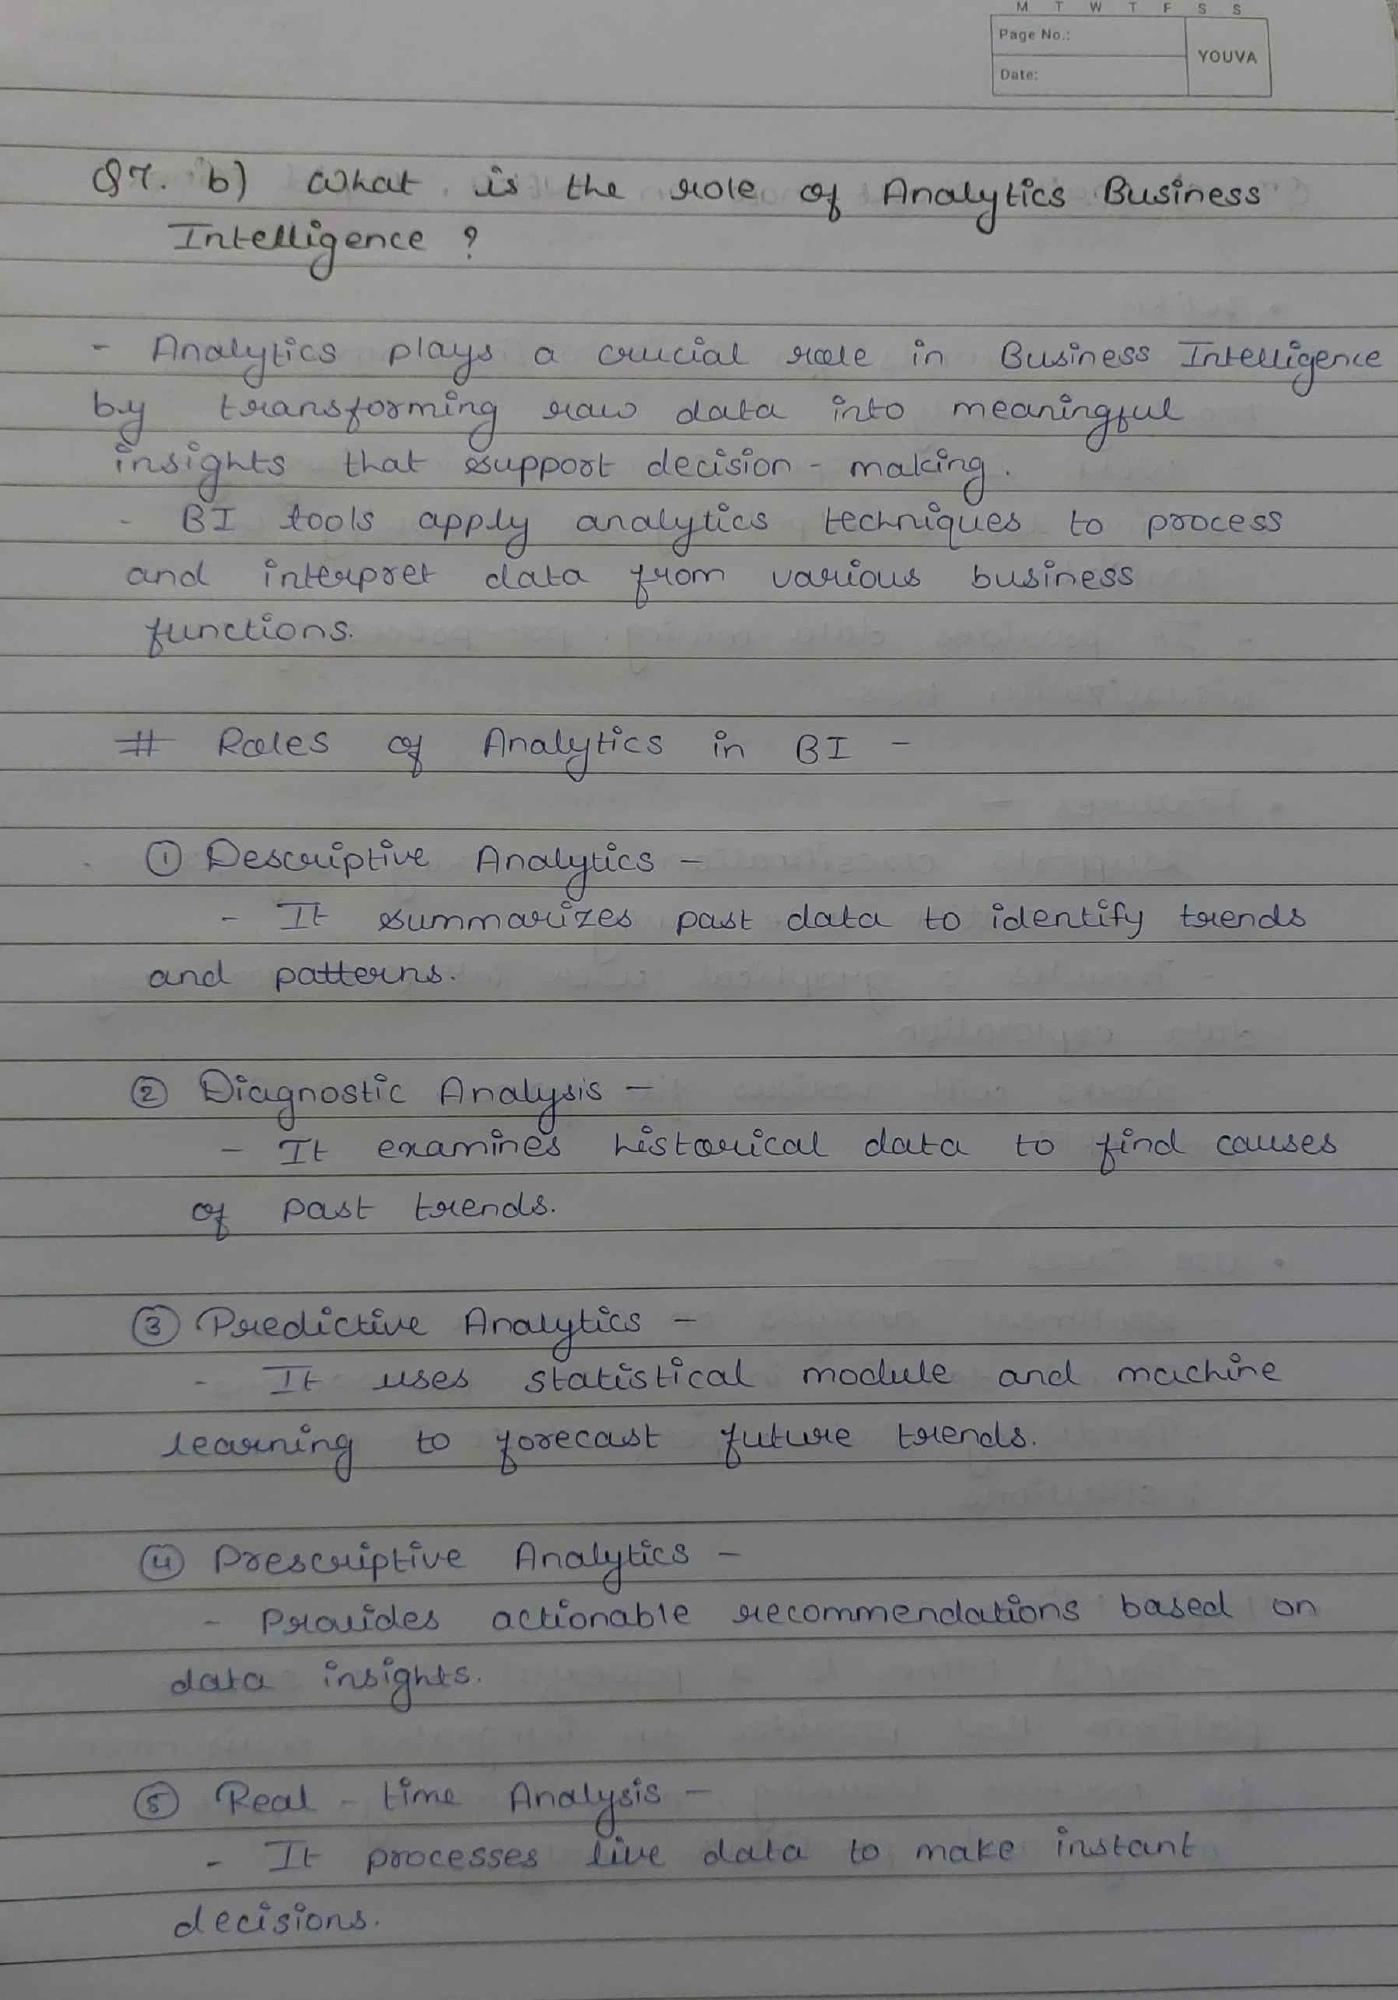 M T W T F S S
Page No.:
YOUVA
Date:
Q7. b) What is the role of Analytics Business
Intelligence ?
- Analytics plays a crucial role in Business Intelligence
by transforming raw data into meaningful
insights that support decision - making.
- BI tools apply analytics techniques to process
and interpret data from various business
functions.
# Roles of Analytics in BI -
① Descriptive Analytics -
- It summarizes past data to identify trends
and patterns.
② Diagnostic Analysis -
- It examines historical data to find causes
of past trends.
③ Predictive Analytics -
- It uses statistical module and machine
learning to forecast future trends.
④ Prescriptive Analytics -
- Provides actionable recommendations based on
data insights.
⑤ Real - time Analysis -
- It processes live data to make instant
decisions.